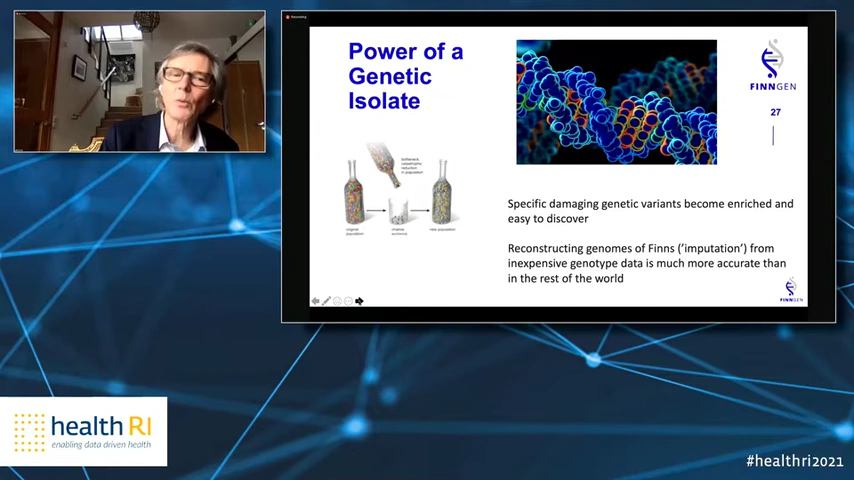 Recording
Power of a
Genetic
Isolate
FINNGEN
27
bottleneck:
catastrophic
reduction
in population
original
population
chance
survivors
new population
Specific damaging genetic variants become enriched and
easy to discover
Reconstructing genomes of Finns ('imputation') from
inexpensive genotype data is much more accurate than
in the rest of the world
FINNGEN
health RI
enabling data driven health
#healthri2021